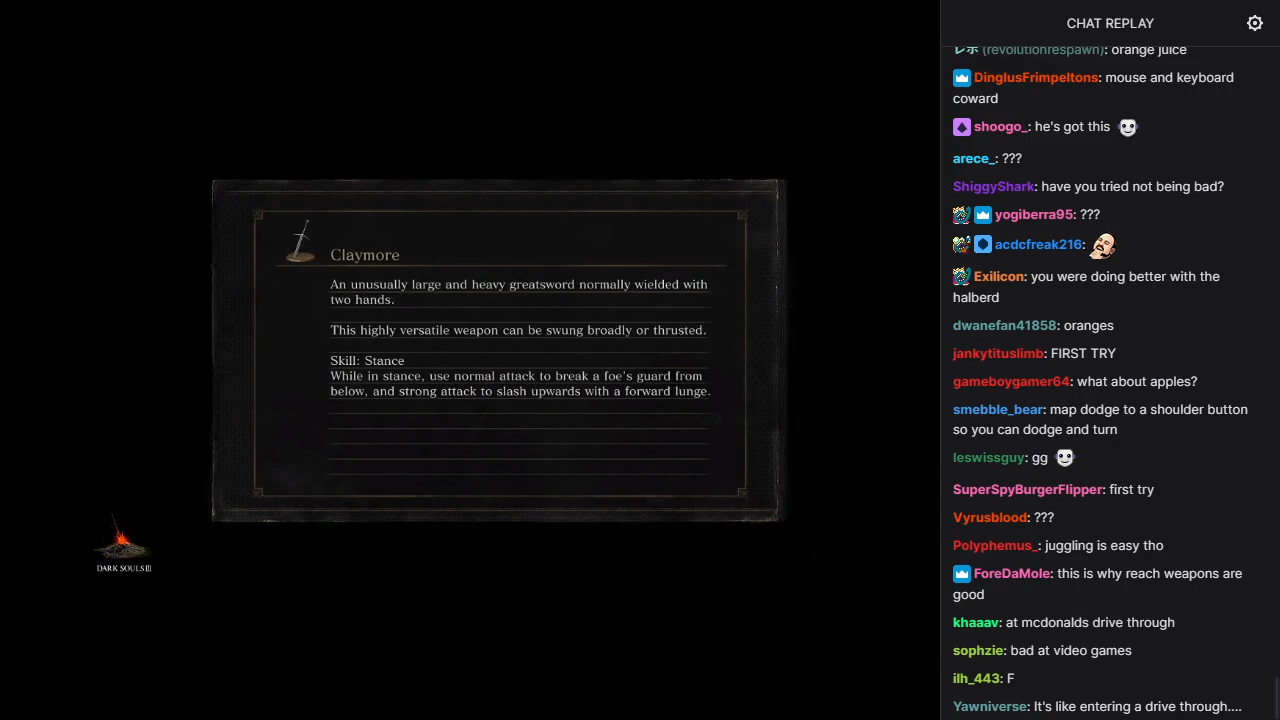 Claymore
An unusually large and heavy greatsword normally wielded with
two hands.
This highly versatile weapon can be swung broadly or thrusted.
Skill: Stance
While in stance, use normal attack to break a foe's guard from
below, and strong attack to slash upwards with a forward lunge.
DARK SOULS III
CHAT REPLAY
レボ (revolutionrespawn): orange juice
DinglusFrimpeltons: mouse and keyboard
coward
shoogo_: he's got this
arece_: ???
ShiggyShark: have you tried not being bad?
yogiberra95: ???
acdcfreak216:
Exilicon: you were doing better with the
halberd
dwanefan41858: oranges
jankytituslimb: FIRST TRY
gameboygamer64: what about apples?
smebble_bear: map dodge to a shoulder button
so you can dodge and turn
leswissguy: gg
SuperSpyBurgerFlipper: first try
Vyrusblood: ???
Polyphemus_: juggling is easy tho
ForeDaMole: this is why reach weapons are
good
khaaav: at mcdonalds drive through
sophzie: bad at video games
ilh_443: F
Yawniverse: It's like entering a drive through....